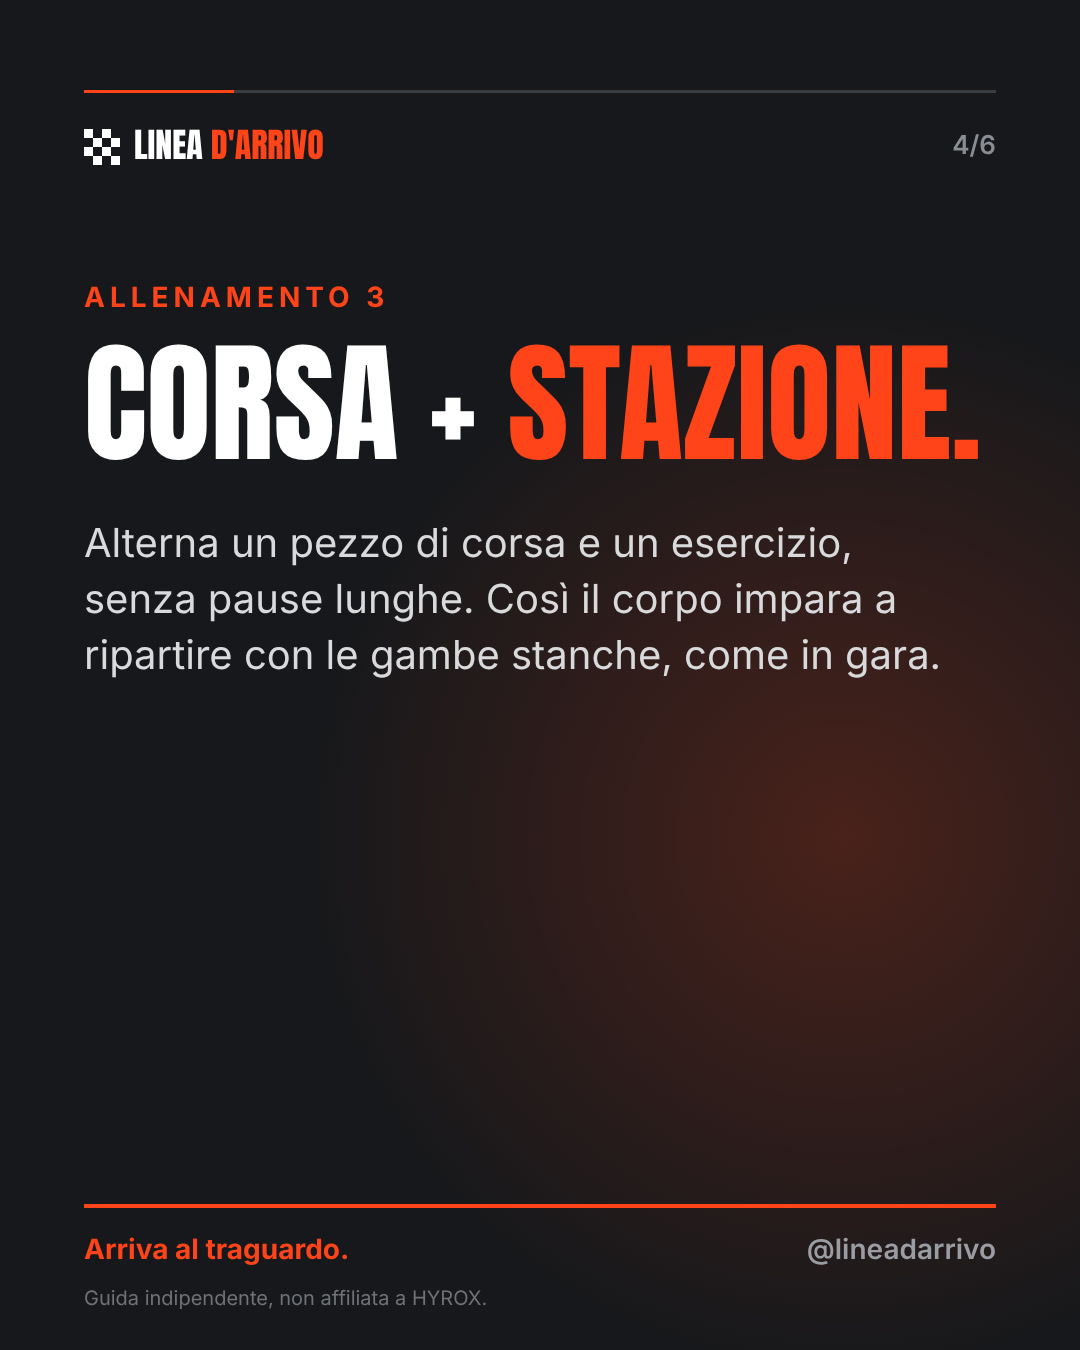 LINEA D'ARRIVO
4/6
ALLENAMENTO 3
CORSA + STAZIONE.
Alterna un pezzo di corsa e un esercizio,
senza pause lunghe. Così il corpo impara a
ripartire con le gambe stanche, come in gara.
Arriva al traguardo.
@lineadarrivo
Guida indipendente, non affiliata a HYROX.